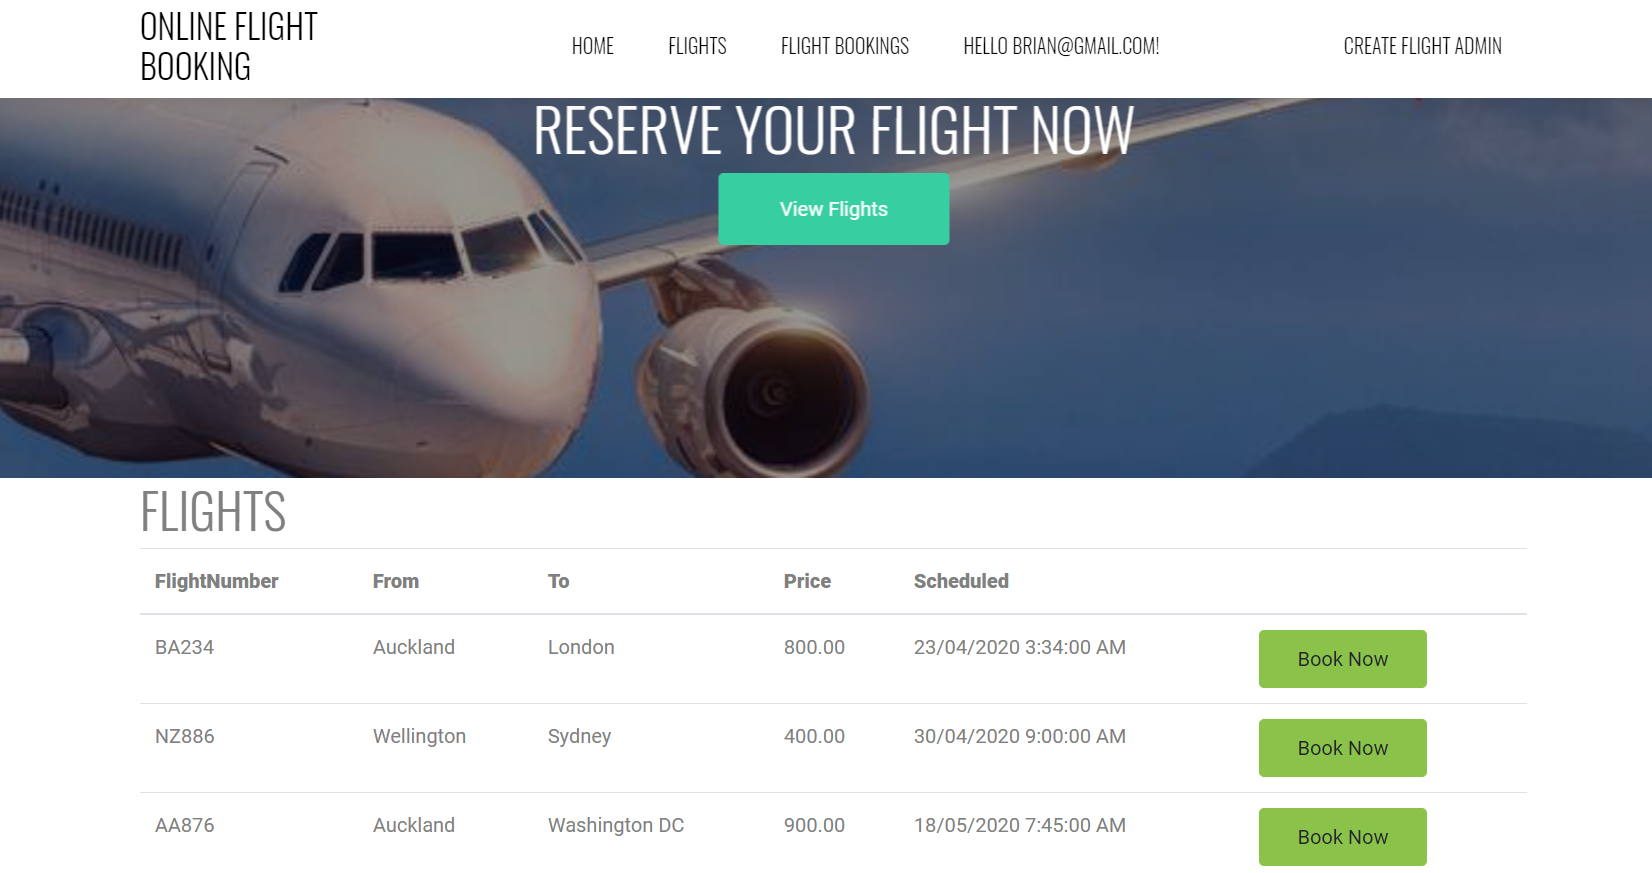 ONLINE FLIGHT
BOOKING
HOME FLIGHTS FLIGHT BOOKINGS HELLO BRIAN@GMAIL.COM! CREATE FLIGHT ADMIN
RESERVE YOUR FLIGHT NOW
View Flights
FLIGHTS
FlightNumber From To Price Scheduled
BA234 Auckland London 800.00 23/04/2020 3:34:00 AM Book Now
NZ886 Wellington Sydney 400.00 30/04/2020 9:00:00 AM Book Now
AA876 Auckland Washington DC 900.00 18/05/2020 7:45:00 AM Book Now